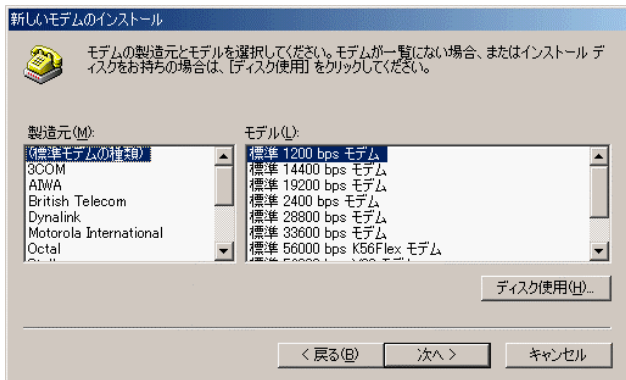 新しいモデムのインストール
モデムの製造元とモデルを選択してください。モデムが一覧にない場合、またはインストール デ
ィスクをお持ちの場合は、[ディスク使用] をクリックしてください。
製造元(M):
(標準モデムの種類)
3COM
AIWA
British Telecom
Dynalink
Motorola International
Octal
モデル(L):
標準 1200 bps モデム
標準 14400 bps モデム
標準 19200 bps モデム
標準 2400 bps モデム
標準 28800 bps モデム
標準 33600 bps モデム
標準 56000 bps K56Flex モデム
ディスク使用(H)...
< 戻る(B)
次へ >
キャンセル